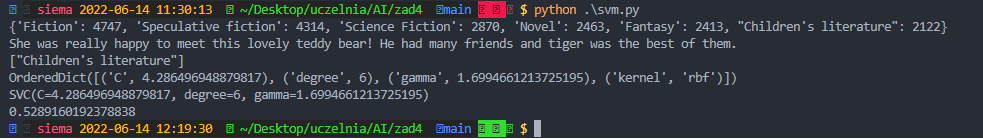 siema 2022-06-14 11:30:13 ~/Desktop/uczelnia/AI/zad4 main $ python .\svm.py
{'Fiction': 4747, 'Speculative fiction': 4314, 'Science Fiction': 2870, 'Novel': 2463, 'Fantasy': 2413, "Children's literature": 2122}
She was really happy to meet this lovely teddy bear! He had many friends and tiger was the best of them.
["Children's literature"]
OrderedDict([('C', 4.286496948879817), ('degree', 6), ('gamma', 1.6994661213725195), ('kernel', 'rbf')])
SVC(C=4.286496948879817, degree=6, gamma=1.6994661213725195)
0.5289160192378838
siema 2022-06-14 12:19:30 ~/Desktop/uczelnia/AI/zad4 main $